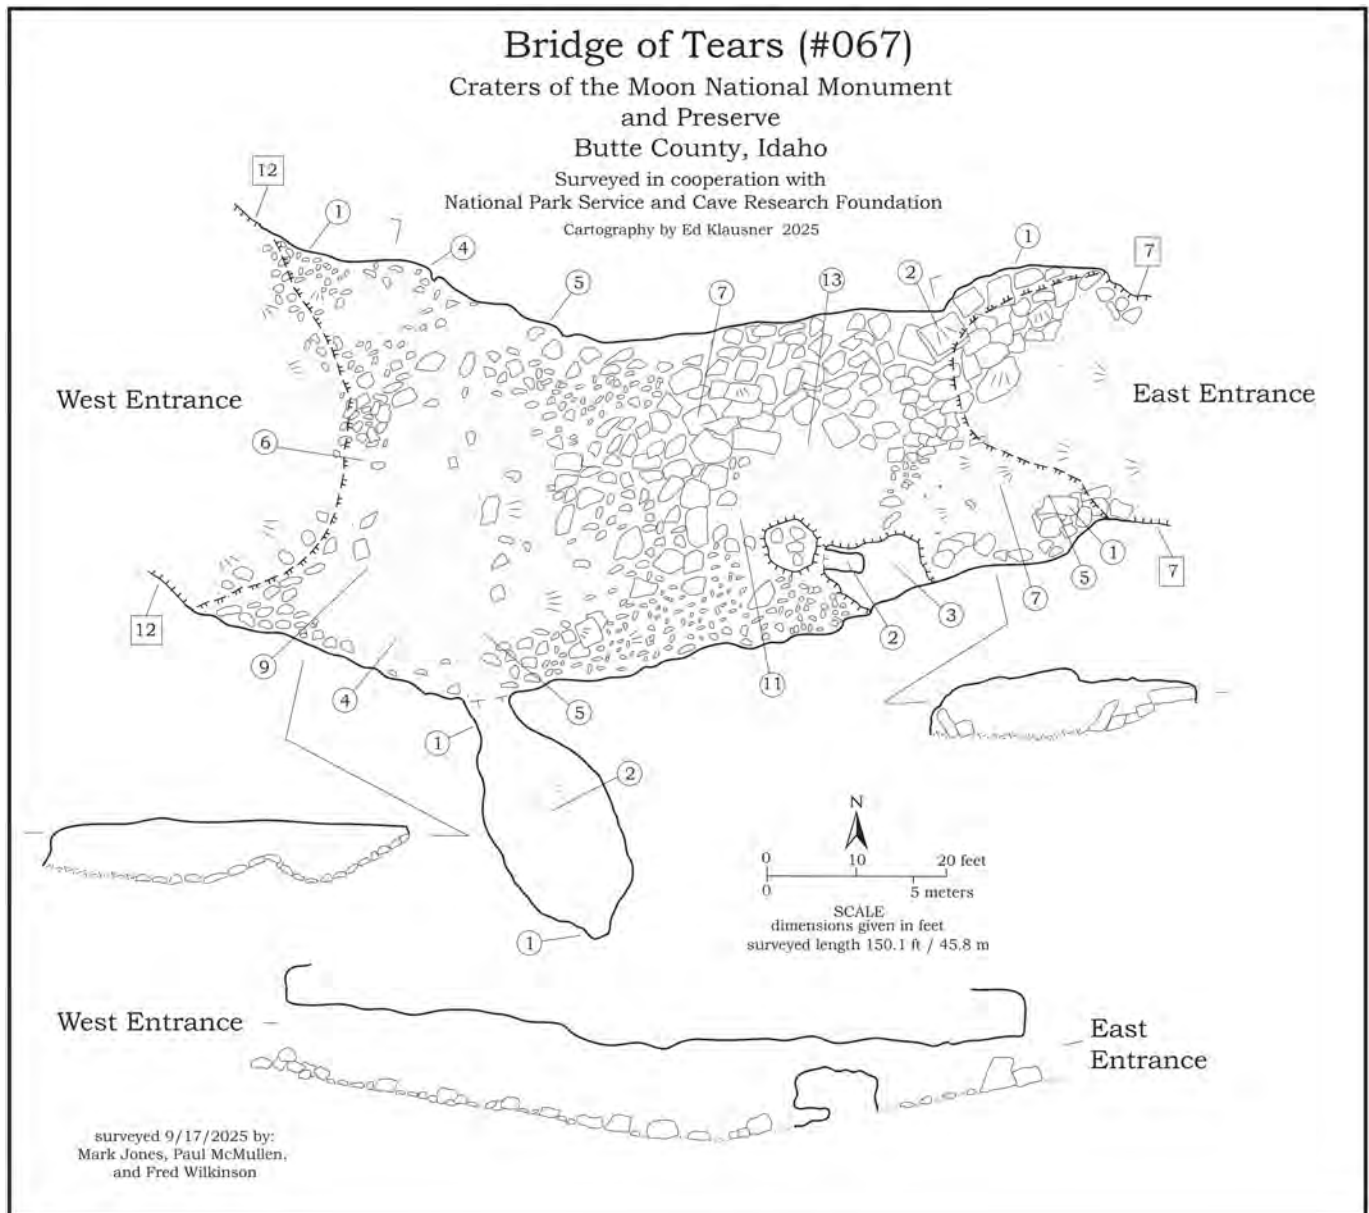 Bridge of Tears (#067)
Craters of the Moon National Monument
and Preserve
Butte County, Idaho
Surveyed in cooperation with
National Park Service and Cave Research Foundation
Cartography by Ed Klausner 2025
12
1
4
5
7
13
2
1
7
West Entrance
East Entrance
6
12
9
4
5
11
2
3
7
5
1
7
1
2
1
N
0 10 20 feet
0 5 meters
SCALE
dimensions given in feet
surveyed length 150.1 ft / 45.8 m
West Entrance
East
Entrance
surveyed 9/17/2025 by:
Mark Jones, Paul McMullen,
and Fred Wilkinson